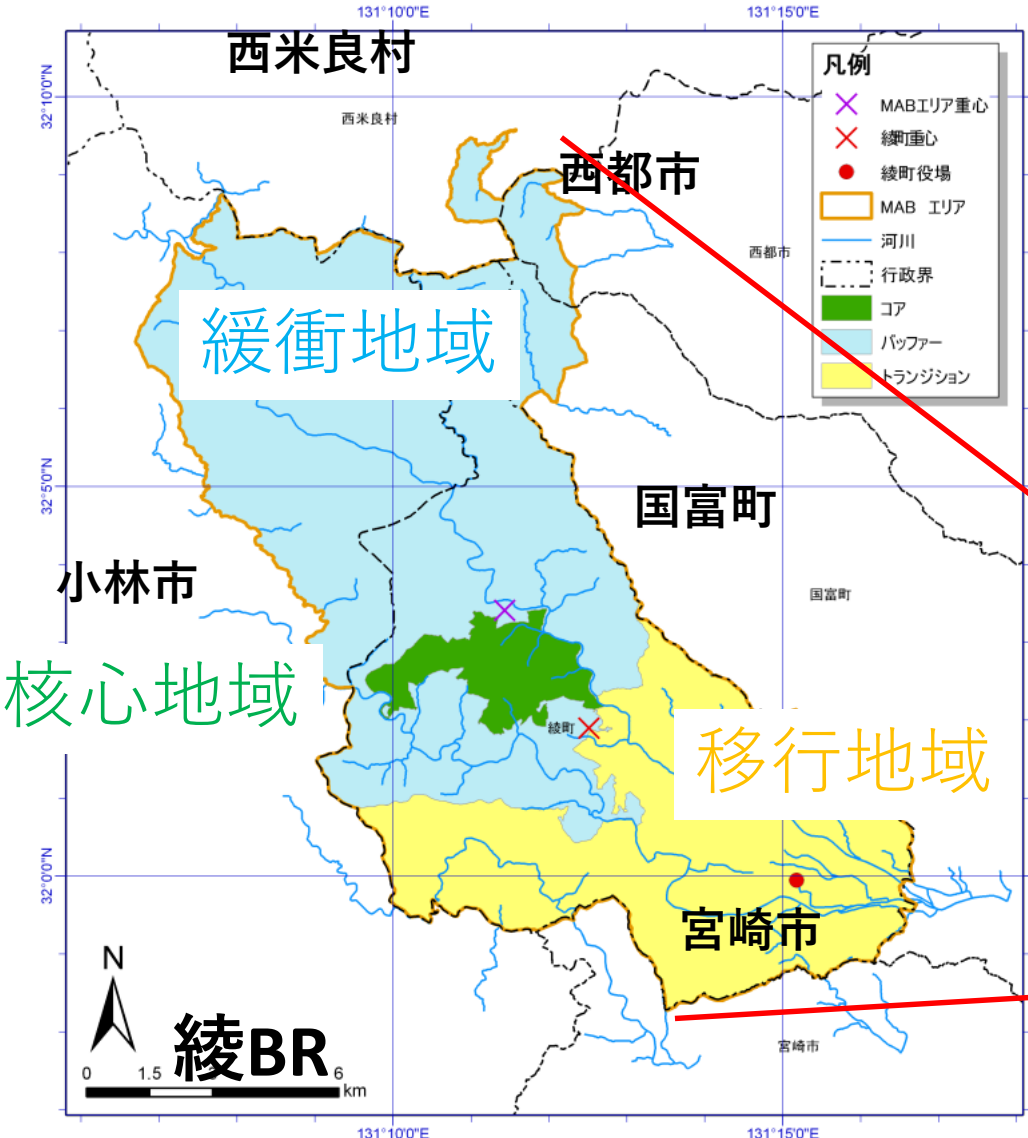 131°10'0"E
131°15'0"E
西米良村
凡例
32°10'0"N
MABエリア重心
西米良村
綾町重心
西都市
綾町役場
MAB エリア
西都市
河川
行政界
コア
緩衝地域
バッファー
トランジション
32°5'0"N
国富町
小林市
国富町
核心地域
綾町
移行地域
32°0'0"N
宮崎市
N
綾BR
宮崎市
0 1.5 6
km
131°10'0"E
131°15'0"E